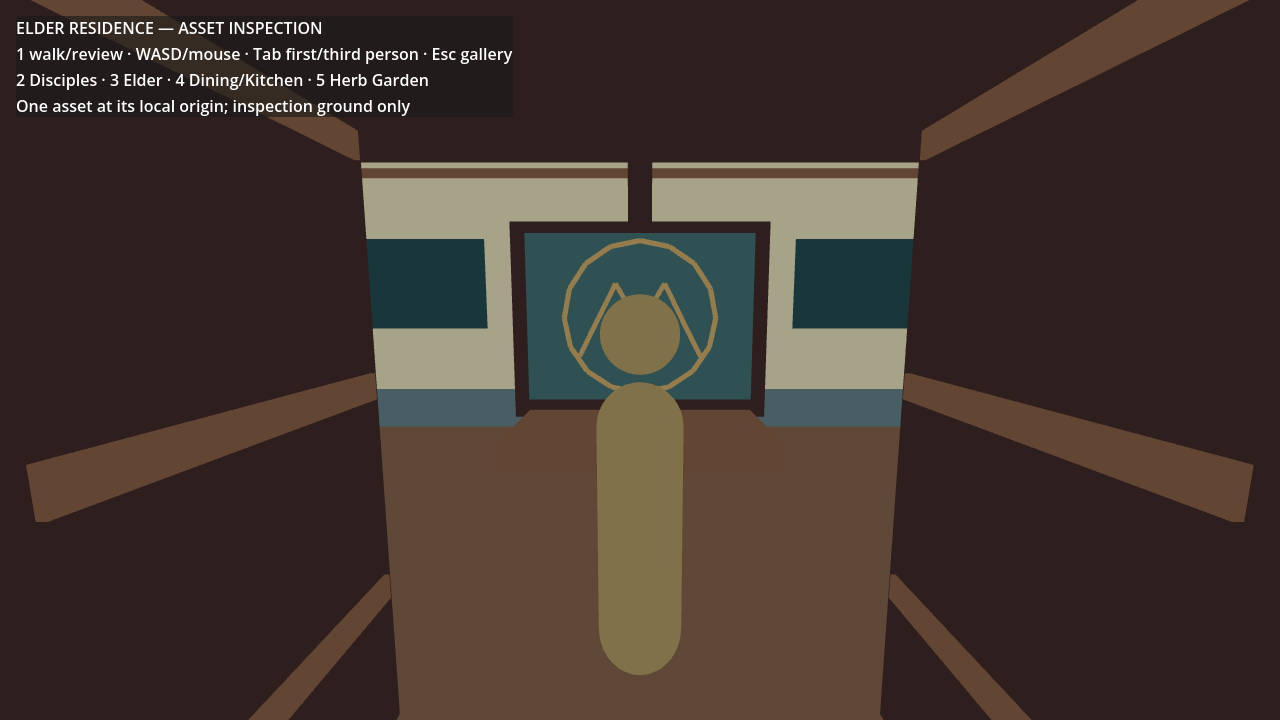 ELDER RESIDENCE — ASSET INSPECTION
1 walk/review · WASD/mouse · Tab first/third person · Esc gallery
2 Disciples · 3 Elder · 4 Dining/Kitchen · 5 Herb Garden
One asset at its local origin; inspection ground only